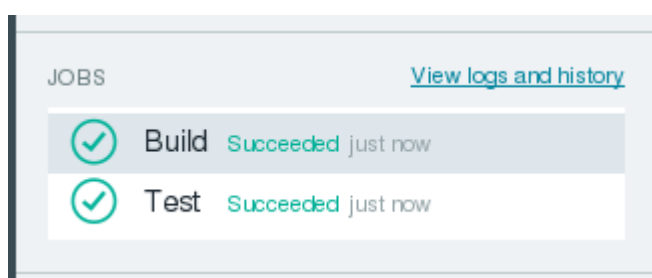 JOBS View logs and history
Build Succeeded just now
Test Succeeded just now